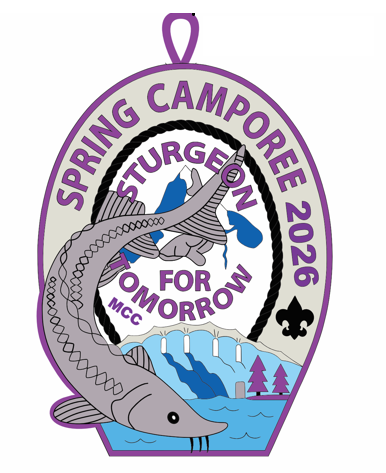 SPRING CAMPOREE 2026
STURGEON
FOR
TOMORROW
MCC